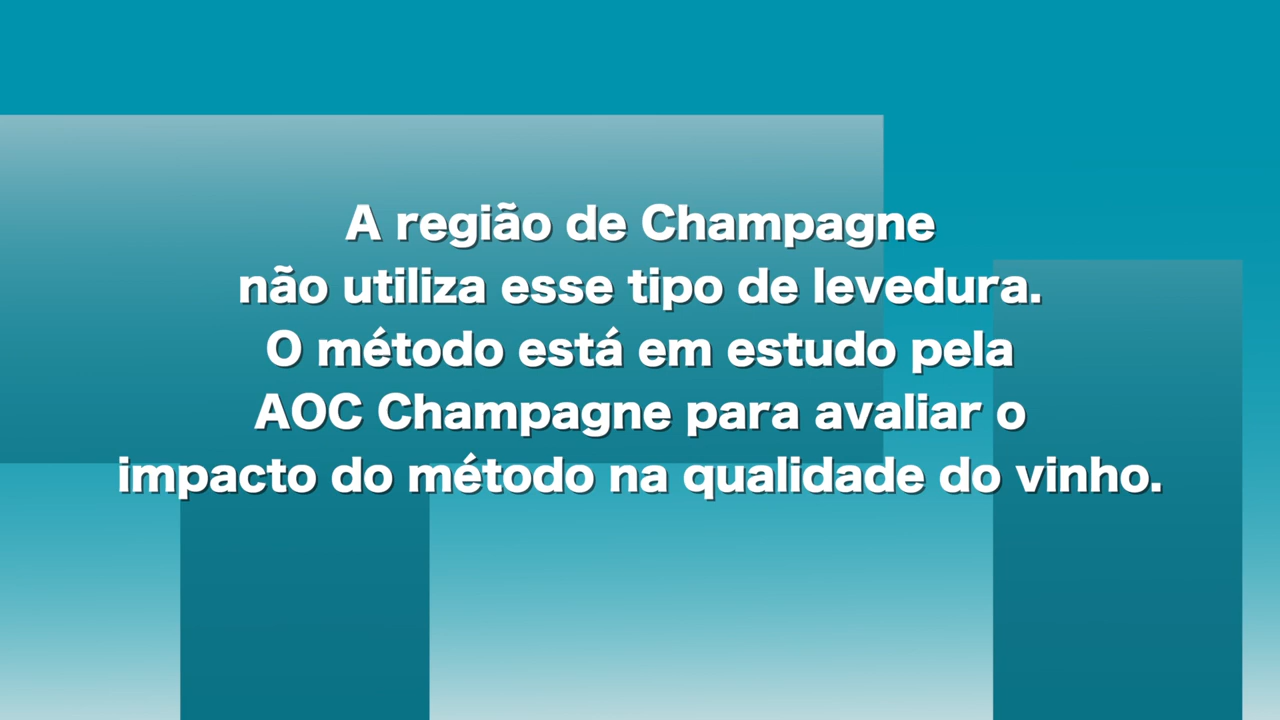 A região de Champagne
não utiliza esse tipo de levedura.
O método está em estudo pela
AOC Champagne para avaliar o
impacto do método na qualidade do vinho.